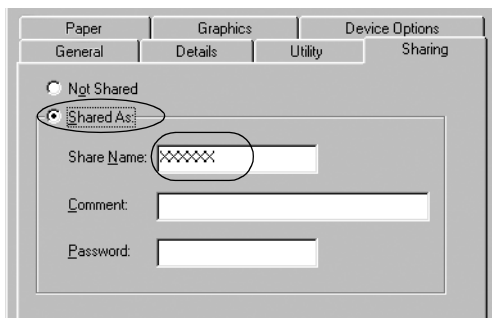 Paper Graphics Device Options
General Details Utility Sharing
Not Shared
Shared As:
Share Name: XXXXXX
Comment:
Password: